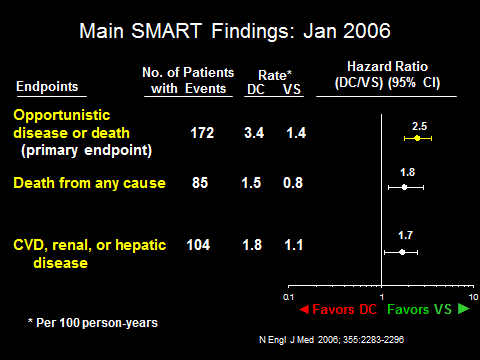 Main SMART Findings: Jan 2006
Endpoints
No. of Patients
with Events
Rate*
DC VS
Hazard Ratio
(DC/VS) (95% CI)
Opportunistic
disease or death
(primary endpoint)
172 3.4 1.4
2.5
Death from any cause 85 1.5 0.8
1.8
CVD, renal, or hepatic
disease
104 1.8 1.1
1.7
0.1 1 10
Favors DC Favors VS
* Per 100 person-years
N Engl J Med 2006; 355:2283-2296